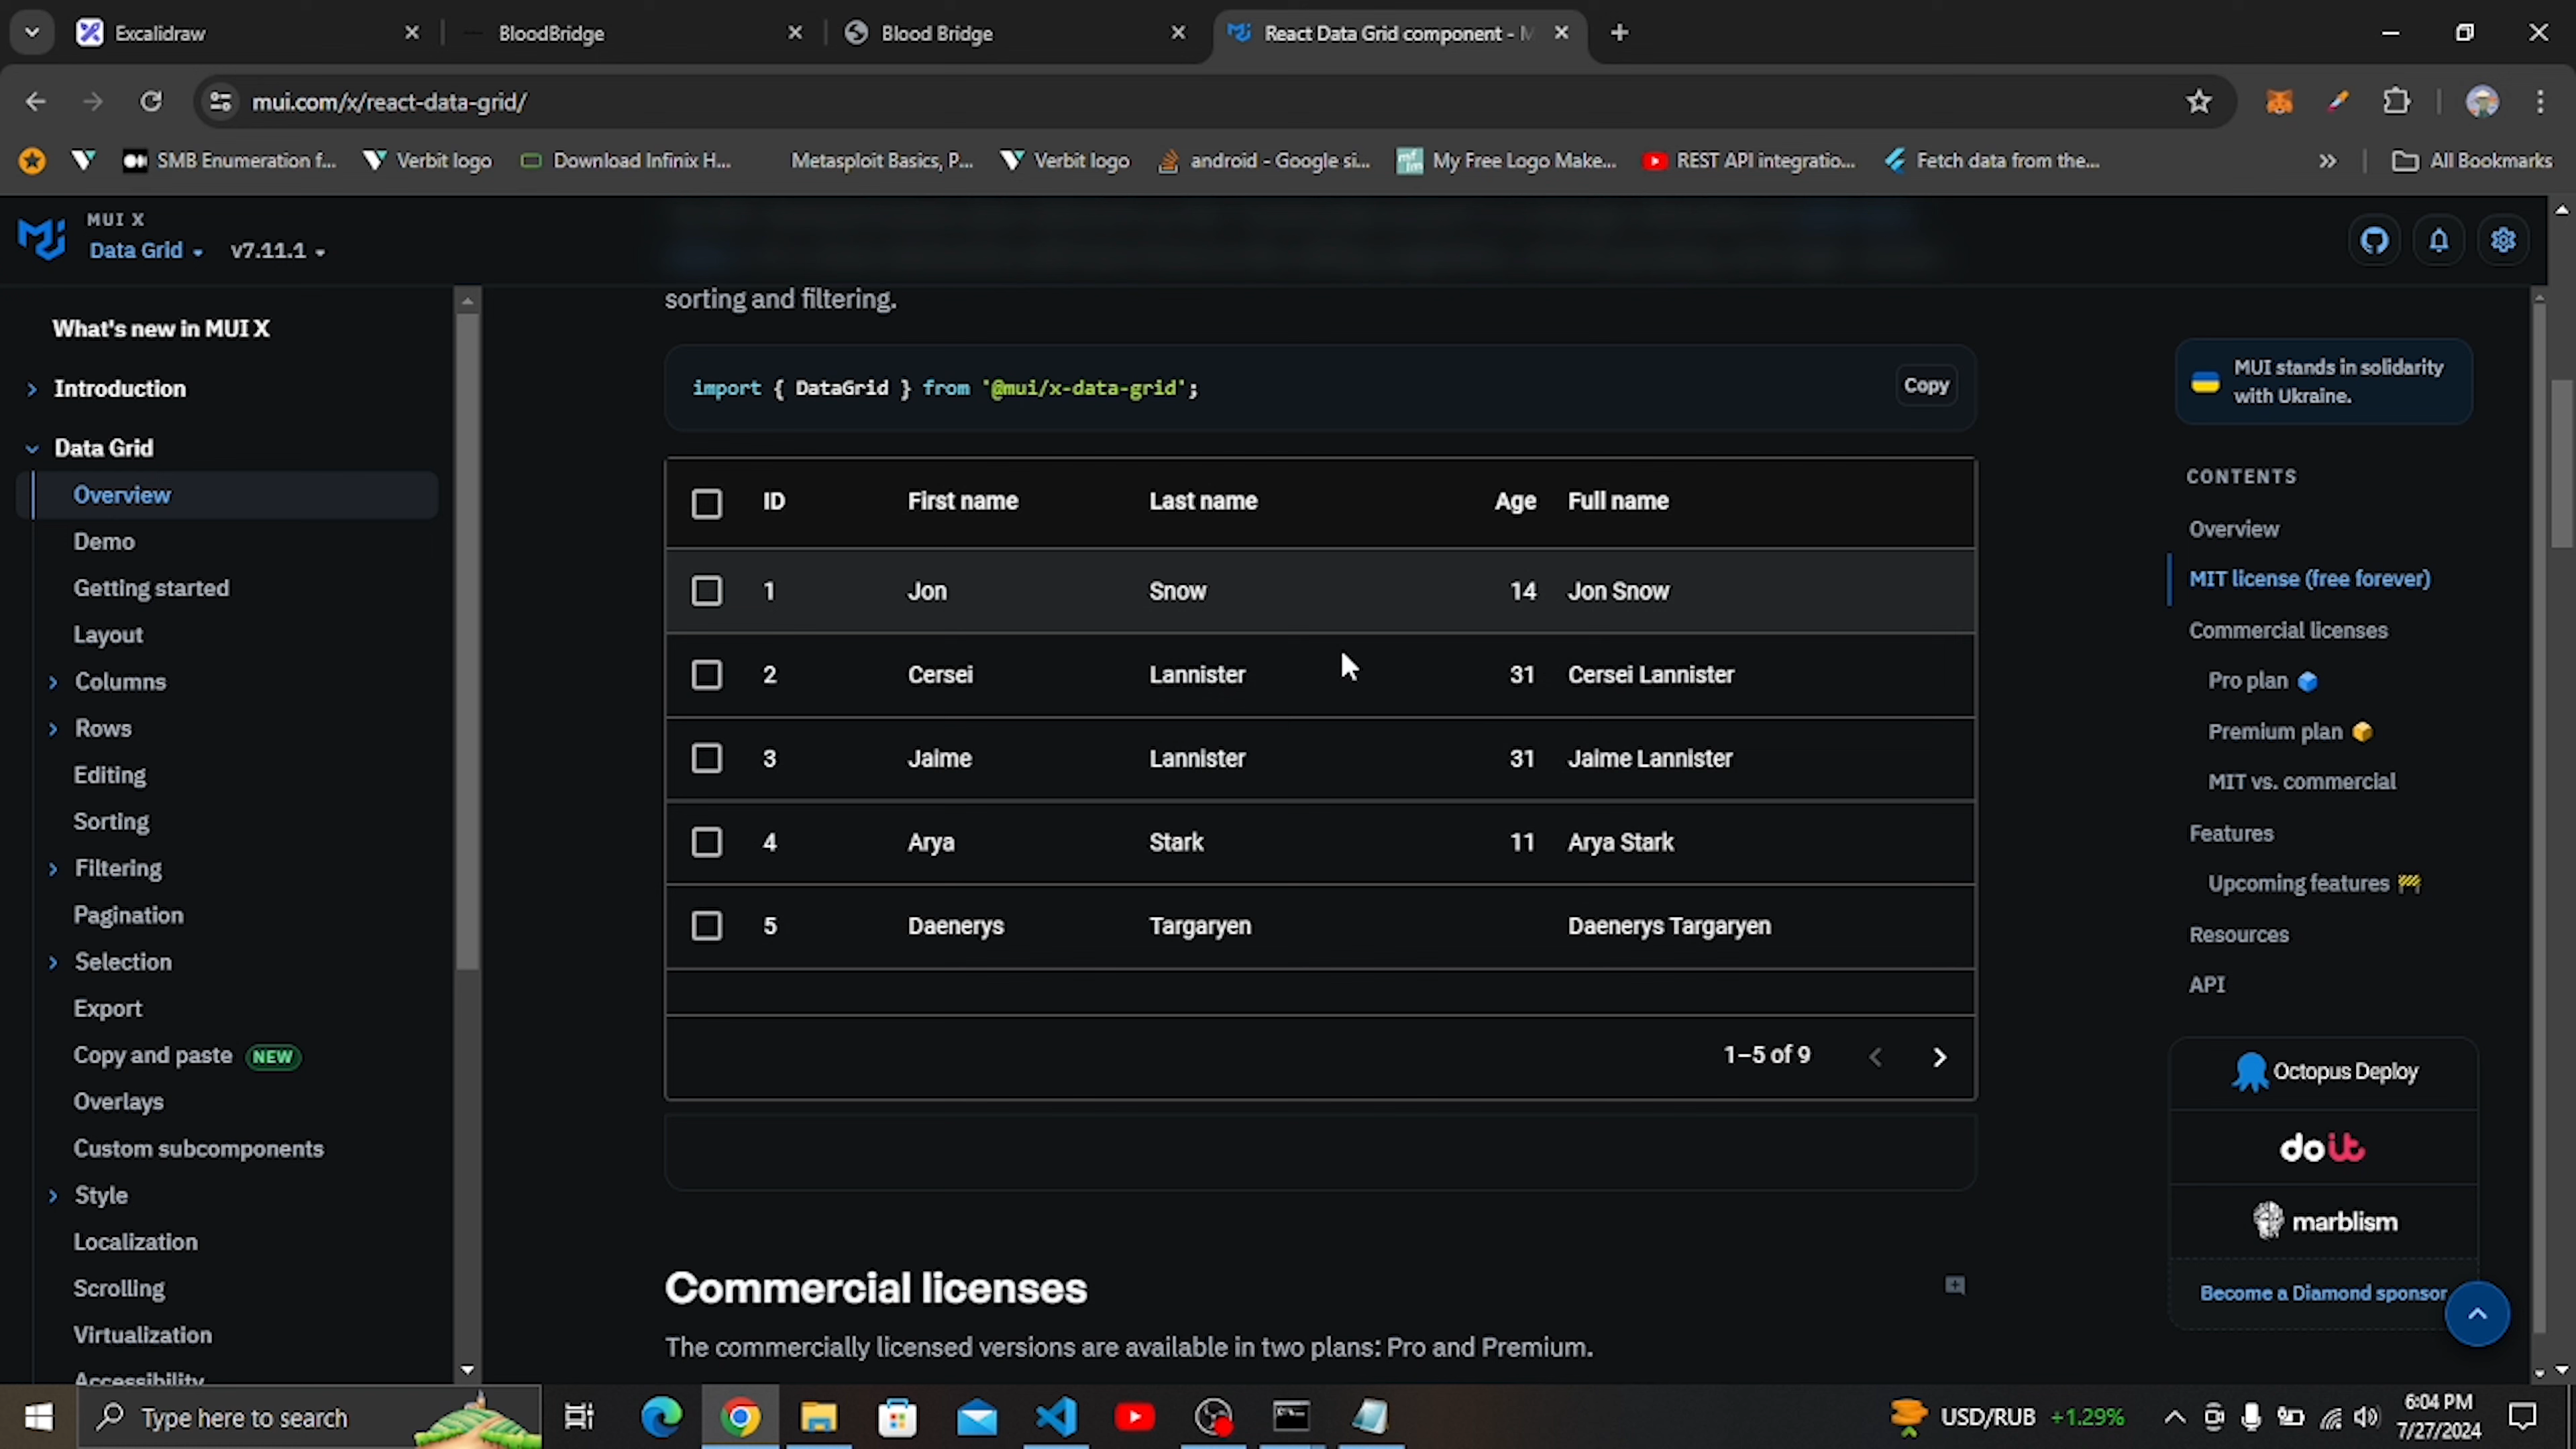 Excalidraw
BloodBridge
Blood Bridge
React Data Grid component - M
mui.com/x/react-data-grid/
SMB Enumeration f...
Verbit logo
Download Infinix H...
Metasploit Basics, P...
Verbit logo
android - Google si...
My Free Logo Make...
REST API integratio...
Fetch data from the...
All Bookmarks
MUI X
Data Grid
v7.11.1
What's new in MUI X
Introduction
Data Grid
Overview
Demo
Getting started
Layout
Columns
Rows
Editing
Sorting
Filtering
Pagination
Selection
Export
Copy and paste NEW
Overlays
Custom subcomponents
Style
Localization
Scrolling
Virtualization
Accessibility
sorting and filtering.
import { DataGrid } from '@mui/x-data-grid';
Copy
ID First name Last name Age Full name
1 Jon Snow 14 Jon Snow
2 Cersei Lannister 31 Cersei Lannister
3 Jaime Lannister 31 Jaime Lannister
4 Arya Stark 11 Arya Stark
5 Daenerys Targaryen Daenerys Targaryen
1–5 of 9
Commercial licenses
The commercially licensed versions are available in two plans: Pro and Premium.
MUI stands in solidarity
with Ukraine.
CONTENTS
Overview
MIT license (free forever)
Commercial licenses
Pro plan
Premium plan
MIT vs. commercial
Features
Upcoming features
Resources
API
Octopus Deploy
doit
marblism
Become a Diamond sponsor
Type here to search
USD/RUB +1.29%
6:04 PM
7/27/2024